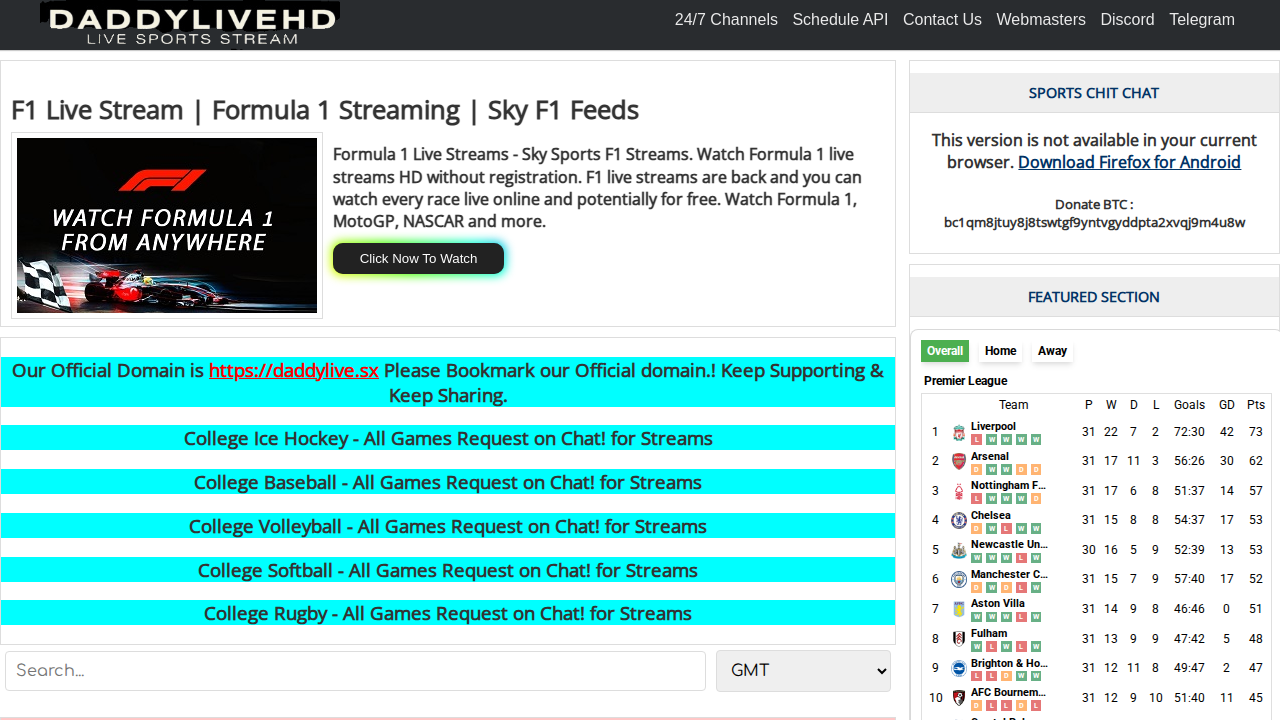 DADDYLIVEHD
LIVE SPORTS STREAM
24/7 Channels Schedule API Contact Us Webmasters Discord Telegram
F1 Live Stream | Formula 1 Streaming | Sky F1 Feeds
WATCH FORMULA 1
FROM ANYWHERE
Formula 1 Live Streams - Sky Sports F1 Streams. Watch Formula 1 live
streams HD without registration. F1 live streams are back and you can
watch every race live online and potentially for free. Watch Formula 1,
MotoGP, NASCAR and more.
Click Now To Watch
Our Official Domain is https://daddylive.sx Please Bookmark our Official domain.! Keep Supporting &
Keep Sharing.
College Ice Hockey - All Games Request on Chat! for Streams
College Baseball - All Games Request on Chat! for Streams
College Volleyball - All Games Request on Chat! for Streams
College Softball - All Games Request on Chat! for Streams
College Rugby - All Games Request on Chat! for Streams
Search...
GMT
SPORTS CHIT CHAT
This version is not available in your current
browser. Download Firefox for Android
Donate BTC :
bc1qm8jtuy8j8tswtgf9yntvgyddpta2xvqj9m4u8w
FEATURED SECTION
Overall Home Away
Premier League
Team P W D L Goals GD Pts
1 Liverpool 31 22 7 2 72:30 42 73
L W W W W
2 Arsenal 31 17 11 3 56:26 30 62
D W W D D
3 Nottingham F... 31 17 6 8 51:37 14 57
L W W W D
4 Chelsea 31 15 8 8 54:37 17 53
D W L W W
5 Newcastle Un... 30 16 5 9 52:39 13 53
W W W L W
6 Manchester C... 31 15 7 9 57:40 17 52
D W D L W
7 Aston Villa 31 14 9 8 46:46 0 51
W W W L W
8 Fulham 31 13 9 9 47:42 5 48
W L W L W
9 Brighton & Ho... 31 12 11 8 49:47 2 47
L L D W W
10 AFC Bournem... 31 12 9 10 51:40 11 45
D L L D L